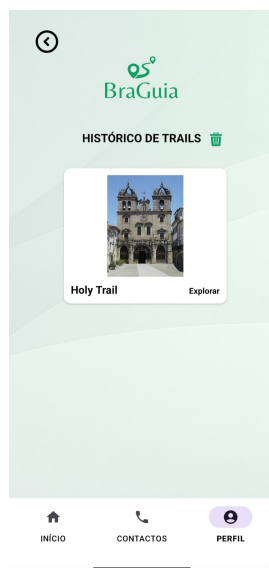 BraGuia
HISTÓRICO DE TRAILS
Holy Trail
Explorar
INÍCIO
CONTACTOS
PERFIL